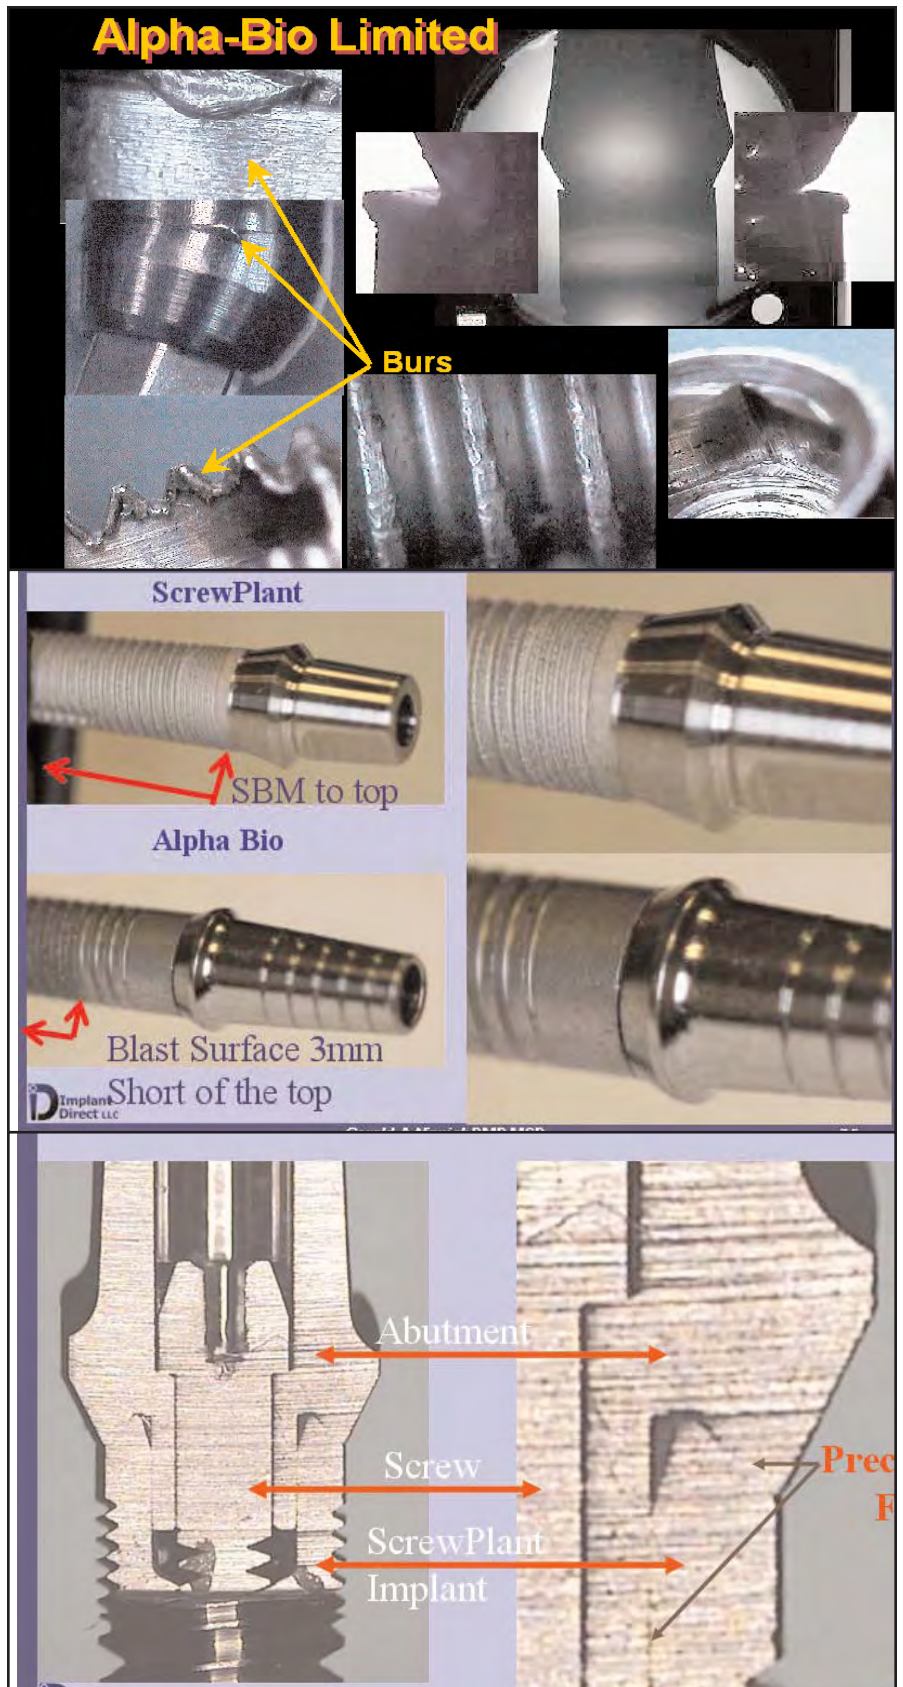 Alpha-Bio Limited
Burs
ScrewPlant
SBM to top
Alpha Bio
Blast Surface 3mm
Short of the top
Implant
Direct LLC
Abutment
Screw
Prec
F
ScrewPlant
Implant